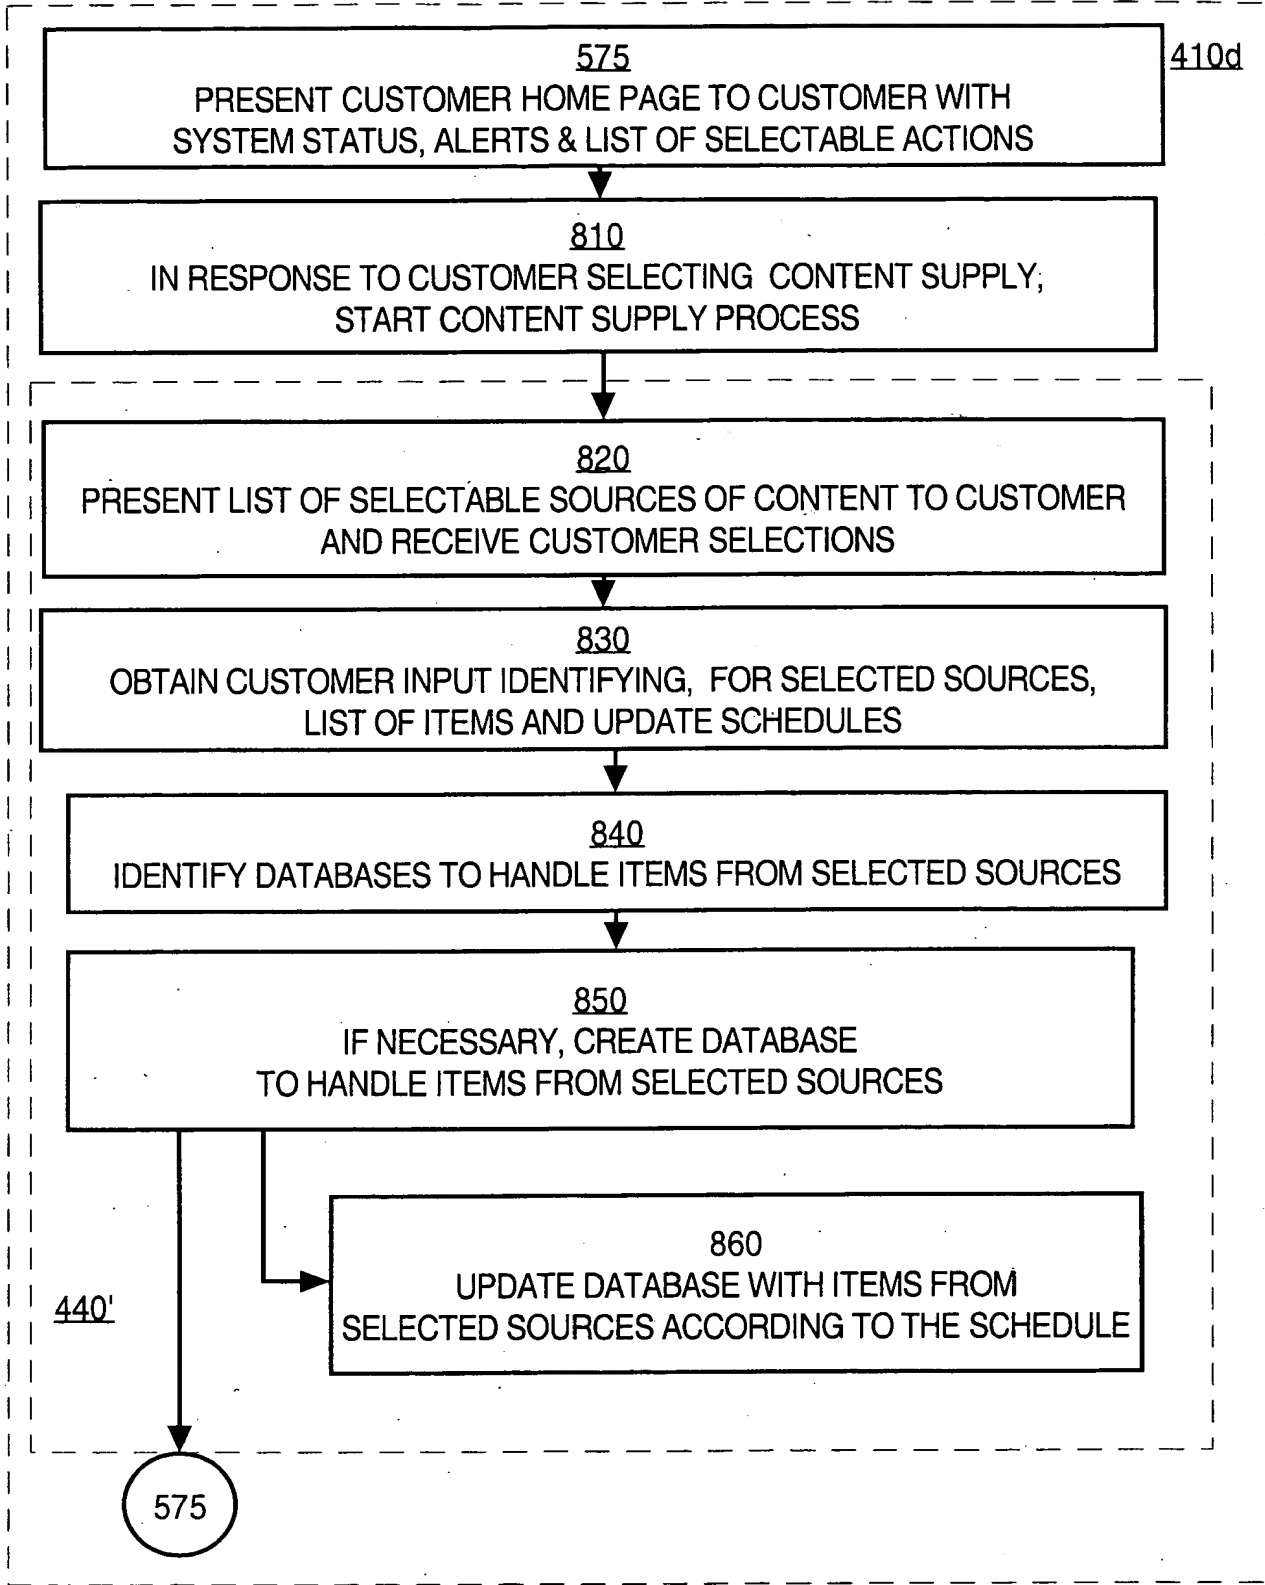 575
410d
PRESENT CUSTOMER HOME PAGE TO CUSTOMER WITH
SYSTEM STATUS, ALERTS & LIST OF SELECTABLE ACTIONS
810
IN RESPONSE TO CUSTOMER SELECTING CONTENT SUPPLY,
START CONTENT SUPPLY PROCESS
820
PRESENT LIST OF SELECTABLE SOURCES OF CONTENT TO CUSTOMER
AND RECEIVE CUSTOMER SELECTIONS
830
OBTAIN CUSTOMER INPUT IDENTIFYING, FOR SELECTED SOURCES,
LIST OF ITEMS AND UPDATE SCHEDULES
840
IDENTIFY DATABASES TO HANDLE ITEMS FROM SELECTED SOURCES
850
IF NECESSARY, CREATE DATABASE
TO HANDLE ITEMS FROM SELECTED SOURCES
860
UPDATE DATABASE WITH ITEMS FROM
SELECTED SOURCES ACCORDING TO THE SCHEDULE
440'
575